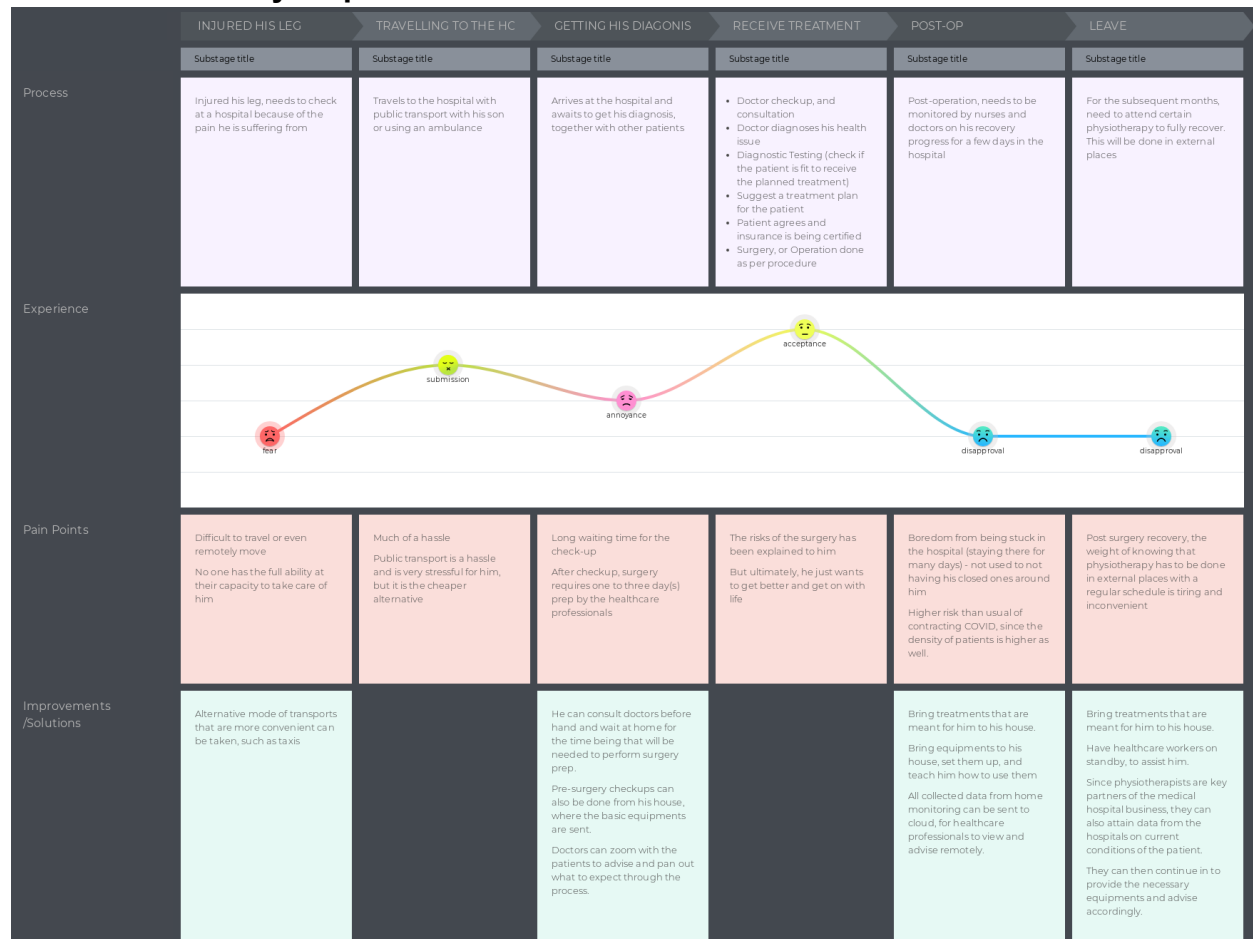 INJURED HIS LEG
TRAVELLING TO THE HC
GETTING HIS DIAGONIS
RECEIVE TREATMENT
POST-OP
LEAVE
Substage title
Substage title
Substage title
Substage title
Substage title
Substage title
Process
Injured his leg, needs to check
at a hospital because of the
pain he is suffering from
Travels to the hospital with
public transport with his son
or using an ambulance
Arrives at the hospital and
awaits to get his diagnosis,
together with other patients
• Doctor checkup, and
consultation
• Doctor diagnoses his health
issue
• Diagnostic Testing (check if
the patient is fit to receive
the planned treatment)
• Suggest a treatment plan
for the patient
• Patient agrees and
insurance is being certified
• Surgery, or Operation done
as per procedure
Post-operation, needs to be
monitored by nurses and
doctors on his recovery
progress for a few days in the
hospital
For the subsequent months,
need to attend certain
physiotherapy to fully recover.
This will be done in external
places
Experience
fear
submission
annoyance
acceptance
disapproval
disapproval
Pain Points
Difficult to travel or even
remotely move
No one has the full ability at
their capacity to take care of
him
Much of a hassle
Public transport is a hassle
and is very stressful for him,
but it is the cheaper
alternative
Long waiting time for the
check-up
After checkup, surgery
requires one to three day(s)
prep by the healthcare
professionals
The risks of the surgery has
been explained to him
But ultimately, he just wants
to get better and get on with
life
Boredom from being stuck in
the hospital (staying there for
many days) - not used to not
having his closed ones around
him
Higher risk than usual of
contracting COVID, since the
density of patients is higher as
well.
Post surgery recovery, the
weight of knowing that
physiotherapy has to be done
in external places with a
regular schedule is tiring and
inconvenient
Improvements
/Solutions
Alternative mode of transports
that are more convenient can
be taken, such as taxis
He can consult doctors before
hand and wait at home for
the time being that will be
needed to perform surgery
prep.
Pre-surgery checkups can
also be done from his house,
where the basic equipments
are sent.
Doctors can zoom with the
patients to advise and pan out
what to expect through the
process.
Bring treatments that are
meant for him to his house.
Bring equipments to his
house, set them up, and
teach him how to use them
All collected data from home
monitoring can be sent to
cloud, for healthcare
professionals to view and
advise remotely.
Bring treatments that are
meant for him to his house.
Have healthcare workers on
standby, to assist him.
Since physiotherapists are key
partners of the medical
hospital business, they can
also attain data from the
hospitals on current
conditions of the patient.
They can then continue in to
provide the necessary
equipments and advise
accordingly.